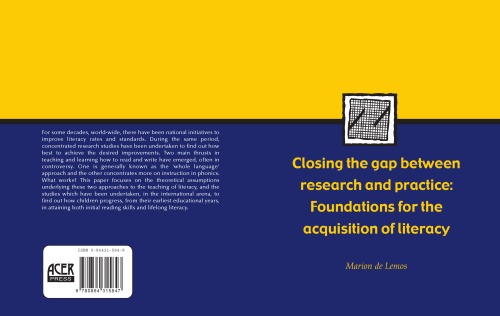 For some decades, world-wide, there have been national initiatives to
improve literacy rates and standards. During the same period,
concentrated research studies have been undertaken to find out how
best to achieve the desired improvements. Two main thrusts in
teaching and learning how to read and write have emerged, often in
controversy. One is generally known as the 'whole language'
approach and the other concentrates more on instruction in phonics.
What works? This paper focuses on the theoretical assumptions
underlying these two approaches to the teaching of literacy, and the
studies which have been undertaken, in the international arena, to
find out how children progress, from their earliest educational years,
in attaining both initial reading skills and lifelong literacy.
ACER
PRESS
Closing the gap between
research and practice:
Foundations for the
acquisition of literacy
Marion de Lemos